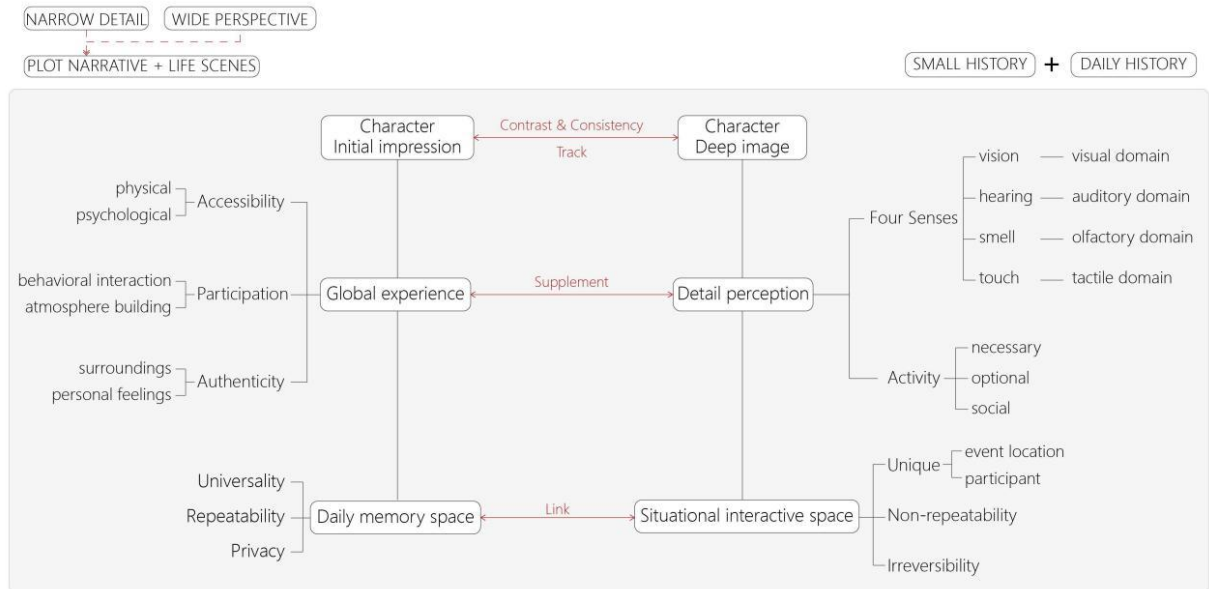 NARROW DETAIL
WIDE PERSPECTIVE
PLOT NARRATIVE + LIFE SCENES
SMALL HISTORY + DAILY HISTORY
Character
Initial impression
Contrast & Consistency
Track
Character
Deep image
physical
psychological
Accessibility
behavioral interaction
atmosphere building
Participation
surroundings
personal feelings
Authenticity
Global experience
Supplement
Detail perception
Four Senses
vision
visual domain
hearing
auditory domain
smell
olfactory domain
touch
tactile domain
Activity
necessary
optional
social
Universality
Repeatability
Privacy
Daily memory space
Link
Situational interactive space
Unique
event location
participant
Non-repeatability
Irreversibility